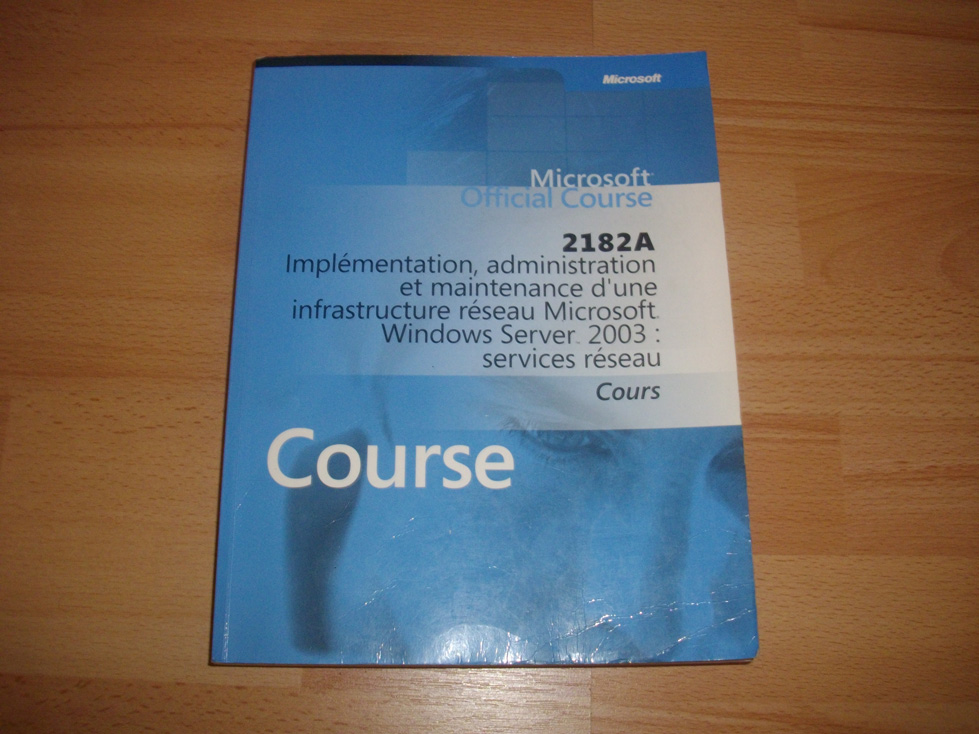 Microsoft
Microsoft
Official Course
2182A
Implémentation, administration
et maintenance d'une
infrastructure réseau Microsoft
Windows Server™ 2003 :
services réseau
Cours
Course